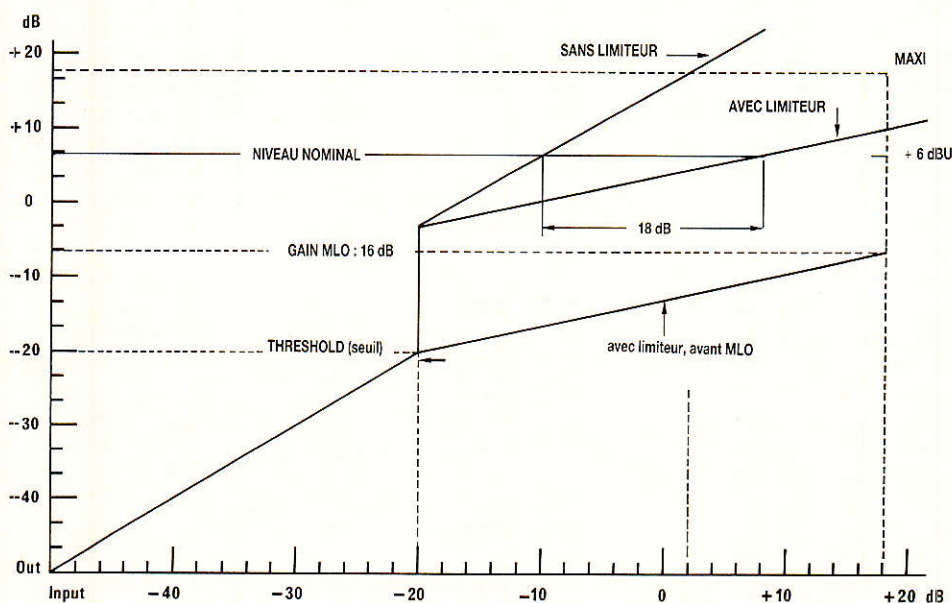 dB
+20
SANS LIMITEUR
MAXI
AVEC LIMITEUR
+10
NIVEAU NOMINAL
+ 6 dBU
0
18 dB
GAIN MLO : 16 dB
--10
THRESHOLD (seuil)
--20
avec limiteur, avant MLO
--30
--40
Out
Input
--40
--30
--20
--10
0
+10
+20 dB